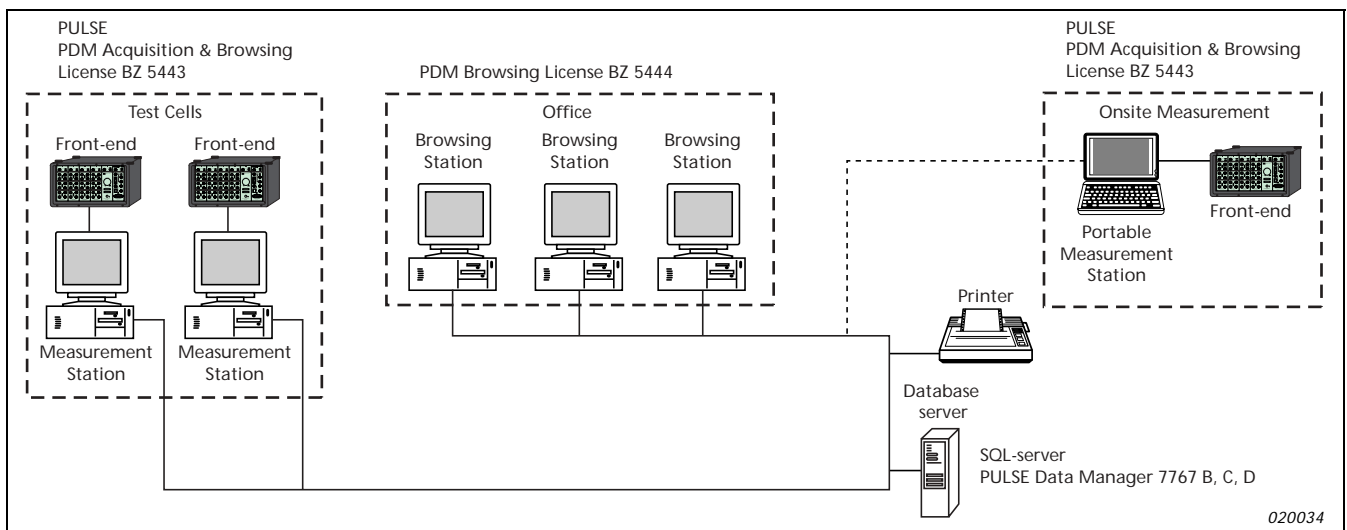 PULSE
PDM Acquisition & Browsing
License BZ 5443
Test Cells
Front-end
Front-end
Measurement
Station
Measurement
Station
PDM Browsing License BZ 5444
Office
Browsing
Station
Browsing
Station
Browsing
Station
PULSE
PDM Acquisition & Browsing
License BZ 5443
Onsite Measurement
Front-end
Portable
Measurement
Station
Printer
Database
server
SQL-server
PULSE Data Manager 7767 B, C, D
020034